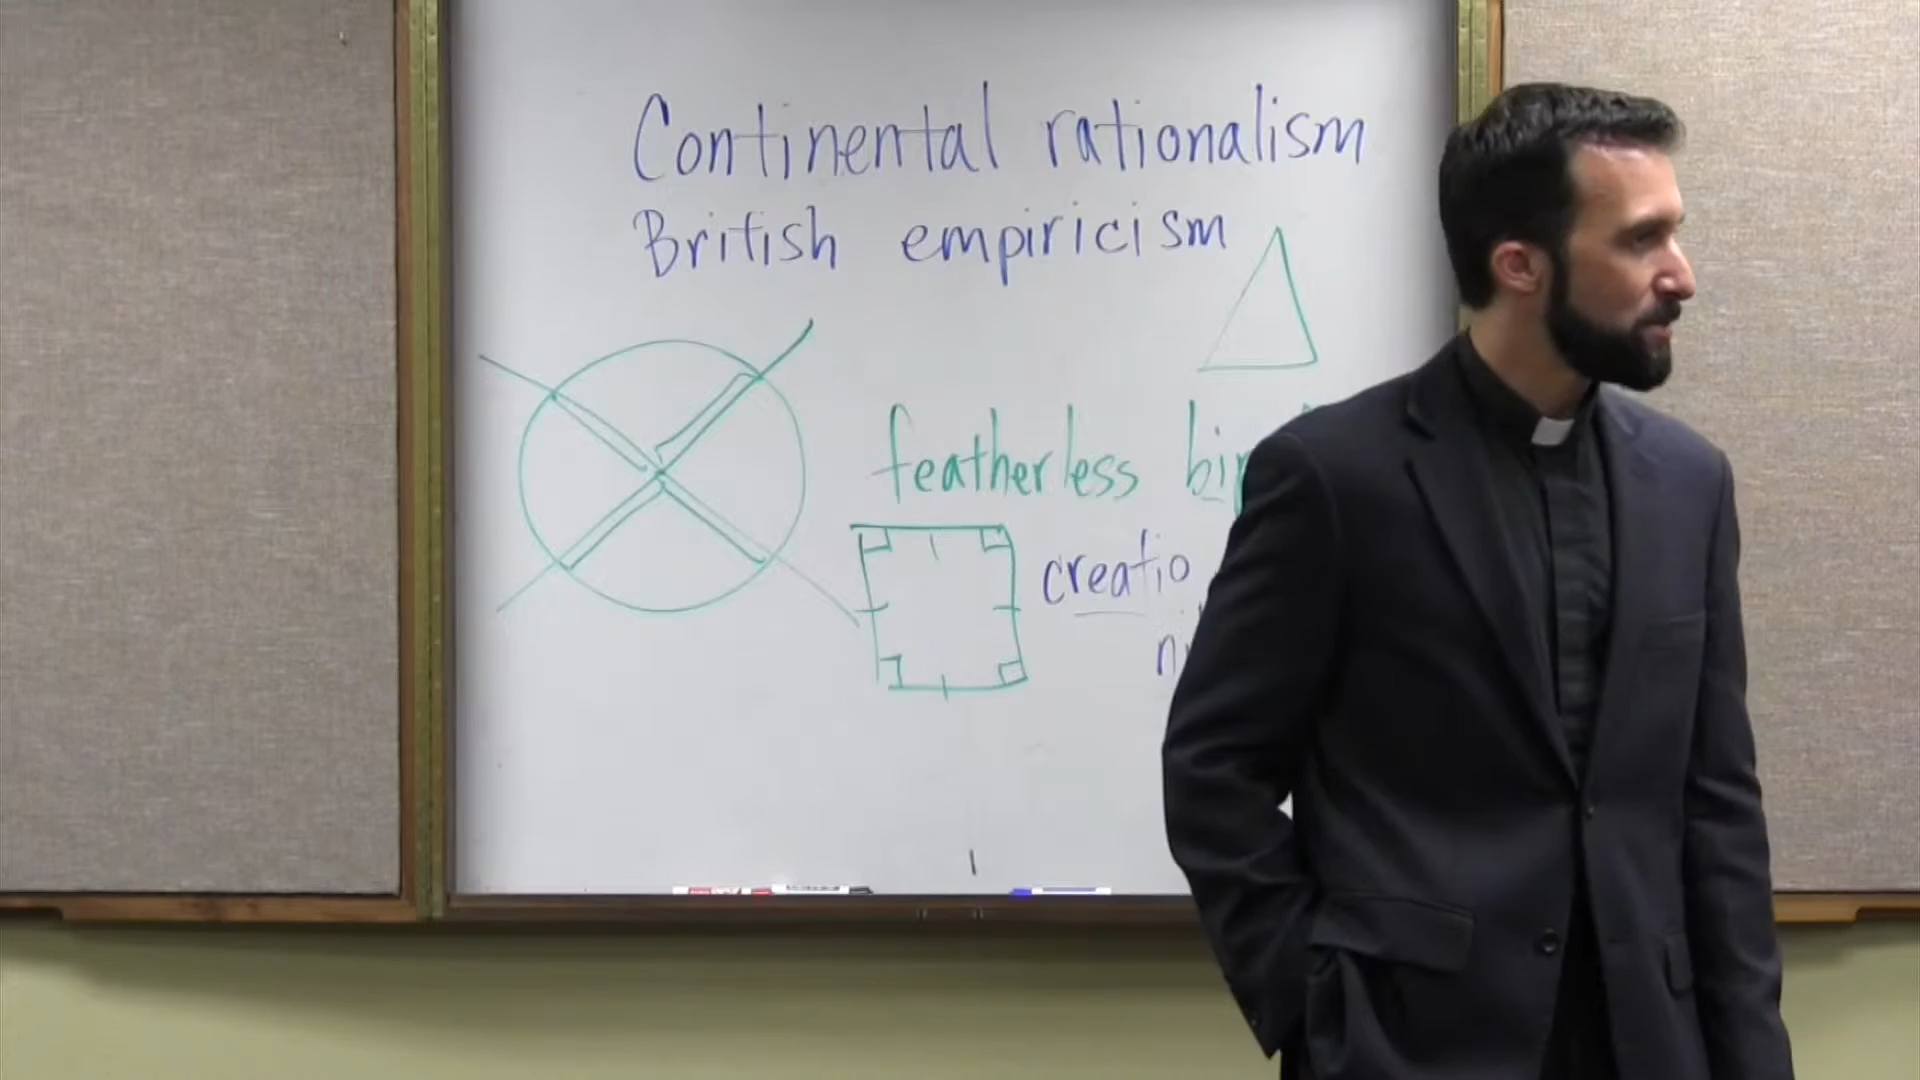 Continental rationalism
British empiricism
featherless
creatio